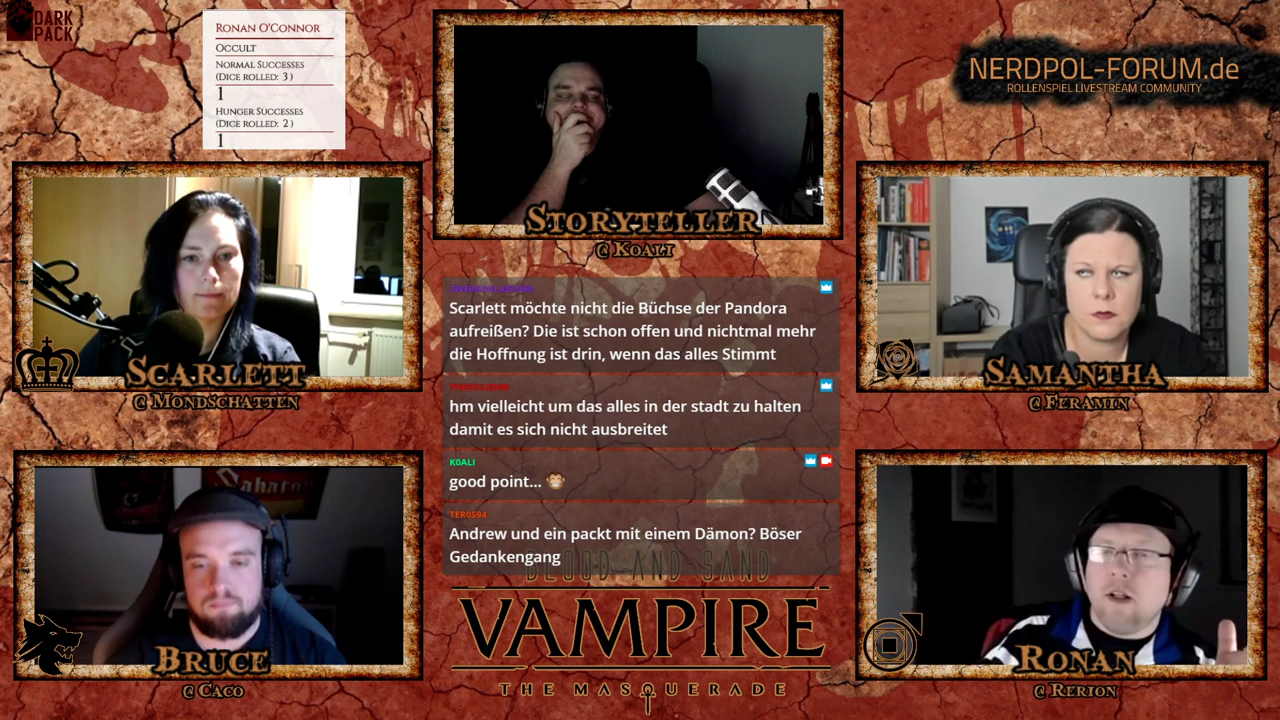 DARK
PACK
RONAN O'CONNOR
OCCULT
NORMAL SUCCESSES
(DICE ROLLED: 3 )
1
HUNGER SUCCESSES
(DICE ROLLED: 2 )
1
STORYTELLER
@ KOALI
NERDPOL-FORUM.de
ROLLENSPIEL LIVESTREAM COMMUNITY
SCARLETT
@ MONDSCHATTEN
SAMANTHA
@ FERAMIN
Scarlett möchte nicht die Büchse der Pandora
aufreißen? Die ist schon offen und nichtmal mehr
die Hoffnung ist drin, wenn das alles Stimmt
hm vielleicht um das alles in der stadt zu halten
damit es sich nicht ausbreitet
KOALI
good point...
TEROS94
Andrew und ein packt mit einem Dämon? Böser
Gedankengang
BLOOD AND SAND
VAMPIRE
THE MASQUERADE
Sabaton
BRUCE
@ CACO
RONAN
@ RERION